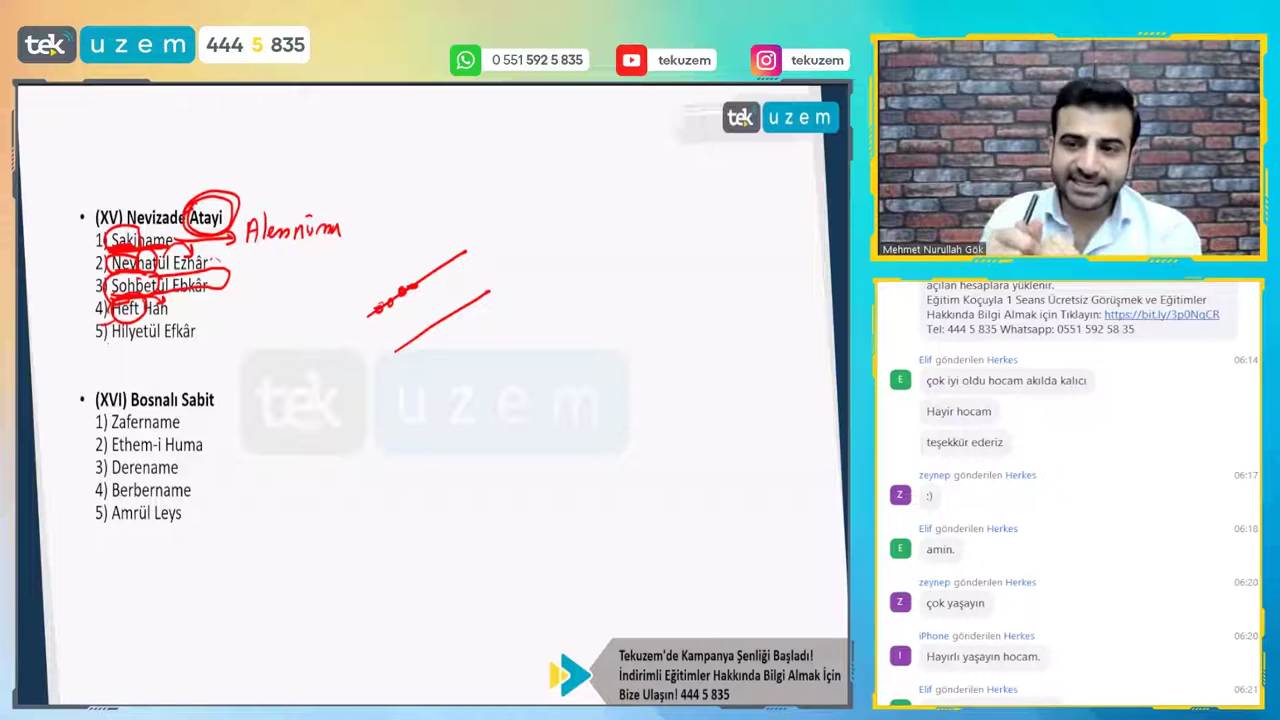 tek
uzem
444 5 835
0 551 592 5 835
tekuzem
tekuzem
tek uzem
• (XV) Nevizade Atayi
1) Sakiname
Alemnüma
2) Nevhatül Ezhâr
3) Sohbetül Ebkâr
4) Heft Han
5) Hilyetül Efkâr
tek uzem
• (XVI) Bosnalı Sabit
1) Zafername
2) Ethem-i Huma
3) Derename
4) Berbername
5) Amrül Leys
Tekuzem'de Kampanya Şenliği Başladı!
İndirimli Eğitimler Hakkında Bilgi Almak İçin
Bize Ulaşın! 444 5 835
Mehmet Nurullah Gök
açılan hesaplara yüklenir.
Eğitim Koçuyla 1 Seans Ücretsiz Görüşmek ve Eğitimler
Hakkında Bilgi Almak için Tıklayın: https://bit.ly/3p0NqCR
Tel: 444 5 835 Whatsapp: 0551 592 58 35
Elif gönderilen Herkes 06:14
E çok iyi oldu hocam akılda kalıcı
Hayir hocam
teşekkür ederiz
zeynep gönderilen Herkes 06:17
Z :)
Elif gönderilen Herkes 06:18
E amin.
zeynep gönderilen Herkes 06:20
Z çok yaşayın
iPhone gönderilen Herkes 06:20
I Hayırlı yaşayın hocam.
Elif gönderilen Herkes 06:21